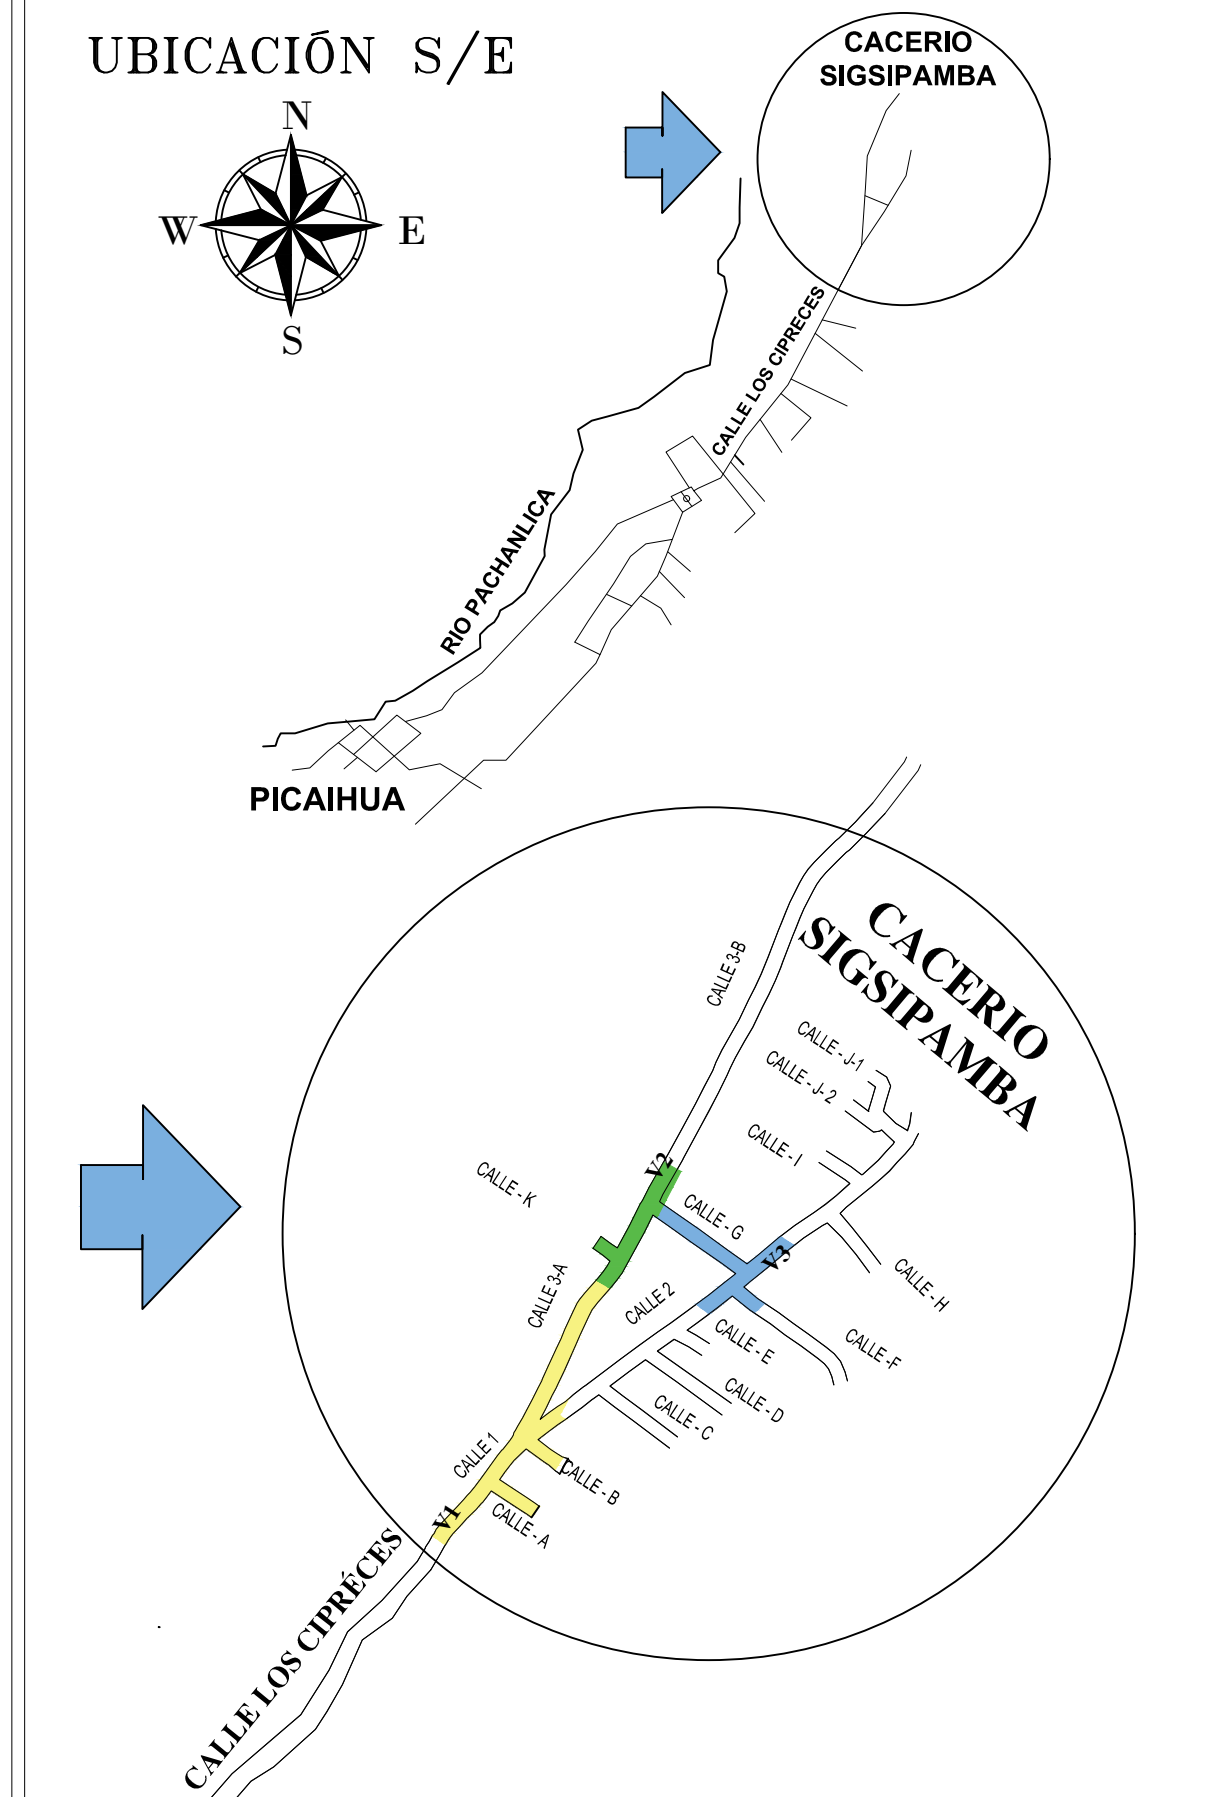 UBICACIÓN S/E
N
W
E
S
CACERIO
SIGSIPAMBA
CALLE LOS CIPRECES
RIO PACHANLICA
PICAIHUA
CACERIO
SIGSIPAMBA
CALLE 3-B
CALLE - J-1
CALLE - J- 2
CALLE - I
V2
CALLE - K
CALLE - G
V3
CALLE - H
CALLE 3-A
CALLE 2
CALLE - E
CALLE -F
CALLE - D
CALLE - C
CALLE 1
CALLE - B
V1
CALLE - A
CALLE LOS CIPRÉCES